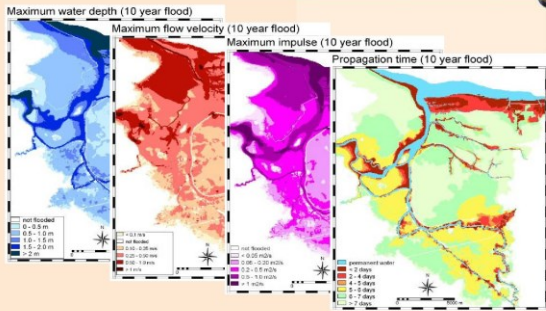 Maximum water depth (10 year flood)
Maximum flow velocity (10 year flood)
Maximum impulse (10 year flood)
Propagation time (10 year flood)
not flooded
0 - 0.5 m
0.5 - 1.0 m
1.0 - 1.5 m
1.5 - 2.0 m
> 2 m
not flooded
not flooded
< 0.05 m2/s
0.2 - 0.5 m2/s
0.5 - 1.0 m2/s
> 1 m2/s
permanent water
< 2 days
2 - 4 days
4 - 5 days
5 - 6 days
6 - 7 days
> 7 days